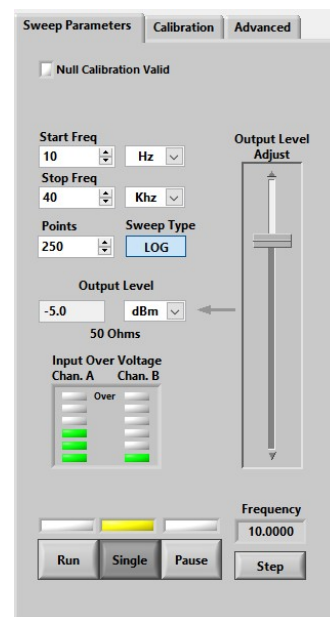 Sweep Parameters Calibration Advanced
Null Calibration Valid
Start Freq
10 Hz
Stop Freq
40 Khz
Points Sweep Type
250 LOG
Output Level
Adjust
Output Level
-5.0 dBm
50 Ohms
Input Over Voltage
Chan. A Chan. B
Over
Frequency
10.0000
Run Single Pause Step